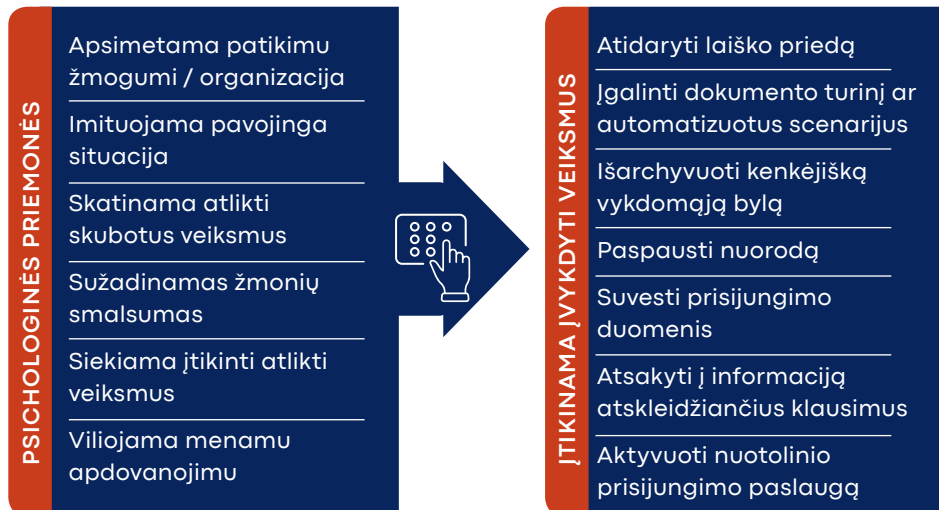 PSICHOLOGINĖS PRIEMONĖS
Apsimetama patikimu
žmogumi / organizacija
Imituojama pavojinga
situacija
Skatinama atlikti
skubotus veiksmus
Sužadinamas žmonių
smalsumas
Siekiama įtikinti atlikti
veiksmus
Viliojama menamu
apdovanojimu
ĮTIKINAMA ĮVYKDYTI VEIKSMUS
Atidaryti laiško priedą
Įgalinti dokumento turinį ar
automatizuotus scenarijus
Išarchyvuoti kenkėjišką
vykdomąją bylą
Paspausti nuorodą
Suvesti prisijungimo
duomenis
Atsakyti į informaciją
atskleidžiančius klausimus
Aktyvuoti nuotolinio
prisijungimo paslaugą